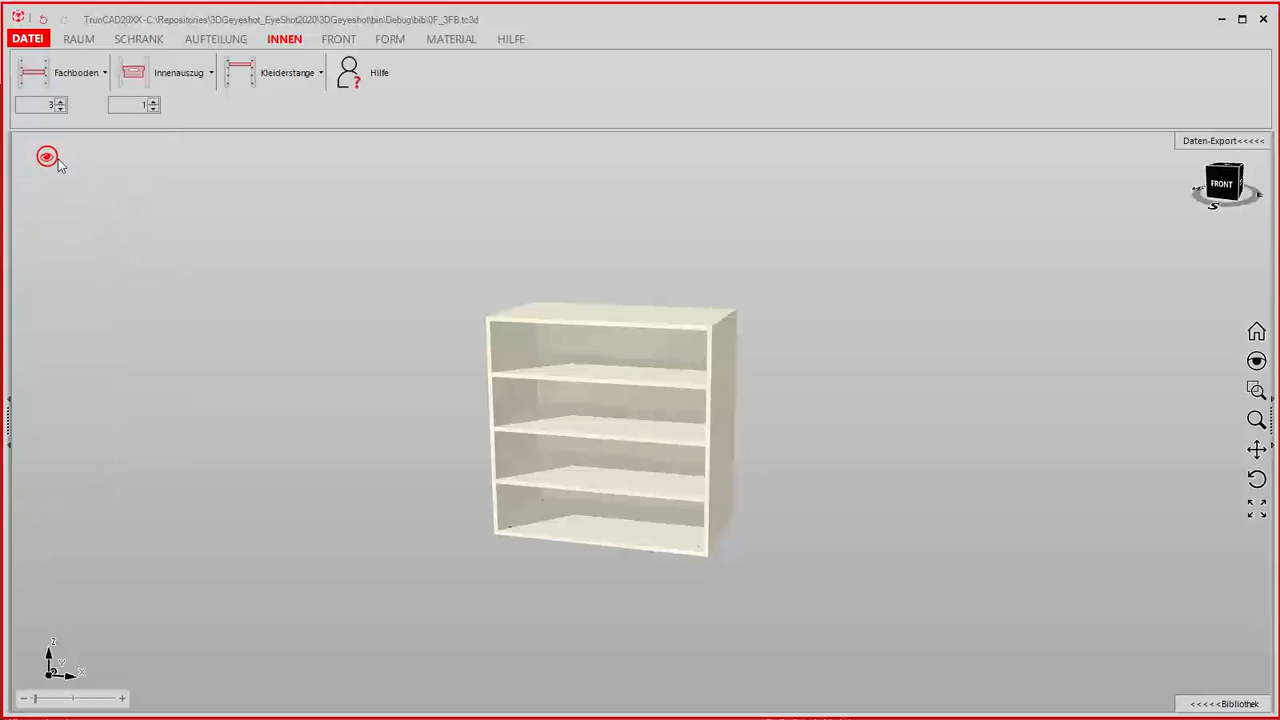 TrunCAD20XX-C:\Repositories\3DGeyeshot_EyeShot2020\3DGeyeshot\bin\Debug\bib\0F_3FB.tc3d
DATEI RAUM SCHRANK AUFTEILUNG INNEN FRONT FORM MATERIAL HILFE
Fachboden Innenauszug Kleiderstange ? Hilfe
3 1
Daten-Export<<<<<
FRONT
S
Z
Y X
<<<<<Bibliothek